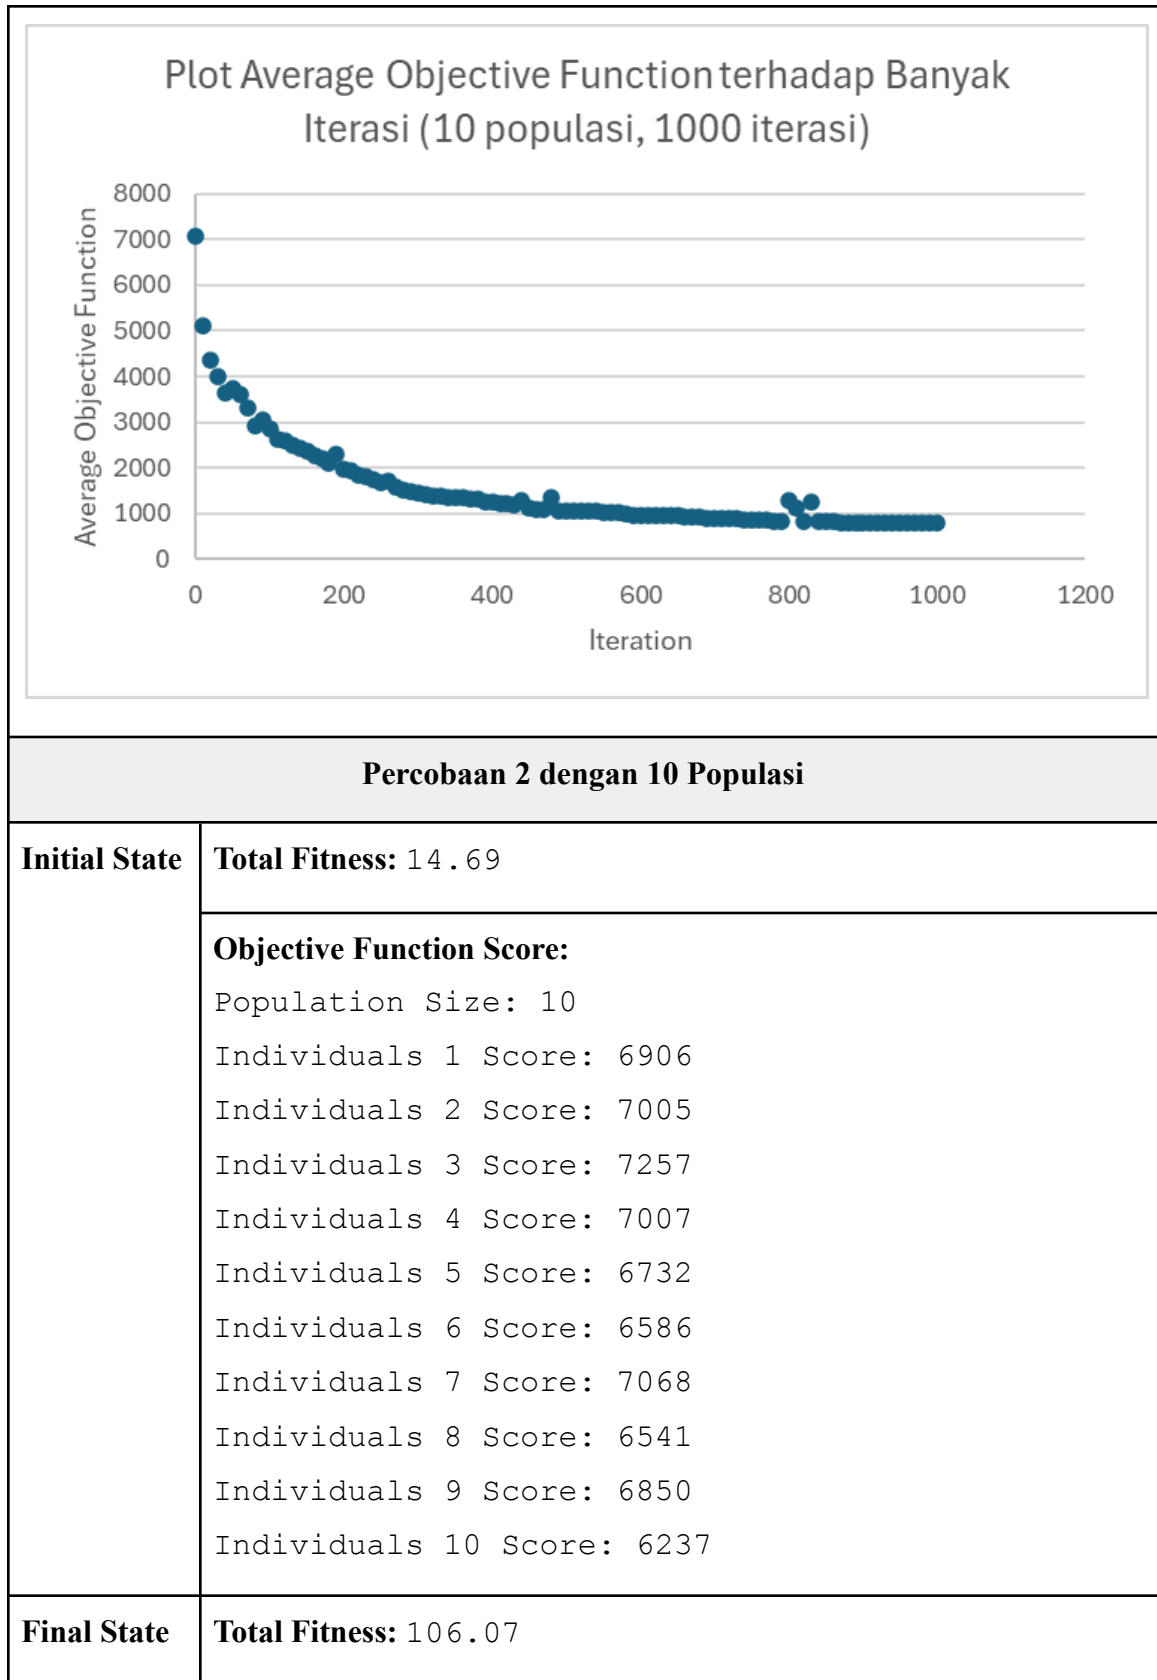 Plot Average Objective Function terhadap Banyak
Iterasi (10 populasi, 1000 iterasi)
Average Objective Function
8000
7000
6000
5000
4000
3000
2000
1000
0
0 200 400 600 800 1000 1200
Iteration
Percobaan 2 dengan 10 Populasi
Initial State
Total Fitness: 14.69
Objective Function Score:
Population Size: 10
Individuals 1 Score: 6906
Individuals 2 Score: 7005
Individuals 3 Score: 7257
Individuals 4 Score: 7007
Individuals 5 Score: 6732
Individuals 6 Score: 6586
Individuals 7 Score: 7068
Individuals 8 Score: 6541
Individuals 9 Score: 6850
Individuals 10 Score: 6237
Final State
Total Fitness: 106.07